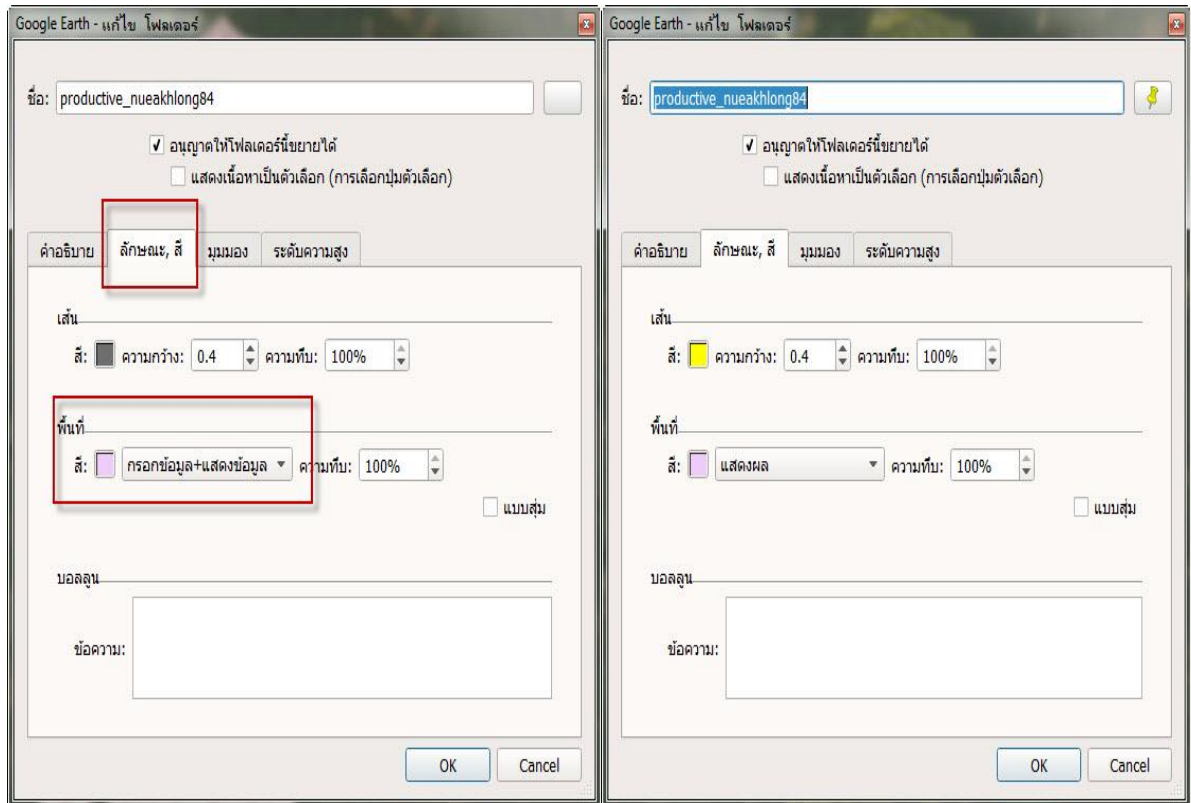 Google Earth - แก้ไข โฟลเดอร์
ชื่อ: productive_nueakhlong84
อนุญาตให้โฟลเดอร์นี้ขยายได้
แสดงเนื้อหาเป็นตัวเลือก (การเลือกปุ่มตัวเลือก)
คำอธิบาย ลักษณะ, สี มุมมอง ระดับความสูง
เส้น
สี: ความกว้าง: 0.4 ความทึบ: 100%
พื้นที่
สี: กรอกข้อมูล+แสดงข้อมูล ความทึบ: 100%
แบบสุ่ม
บอลลูน
ข้อความ:
OK Cancel
Google Earth - แก้ไข โฟลเดอร์
ชื่อ: productive_nueakhlong84
อนุญาตให้โฟลเดอร์นี้ขยายได้
แสดงเนื้อหาเป็นตัวเลือก (การเลือกปุ่มตัวเลือก)
คำอธิบาย ลักษณะ, สี มุมมอง ระดับความสูง
เส้น
สี: ความกว้าง: 0.4 ความทึบ: 100%
พื้นที่
สี: แสดงผล ความทึบ: 100%
แบบสุ่ม
บอลลูน
ข้อความ:
OK Cancel